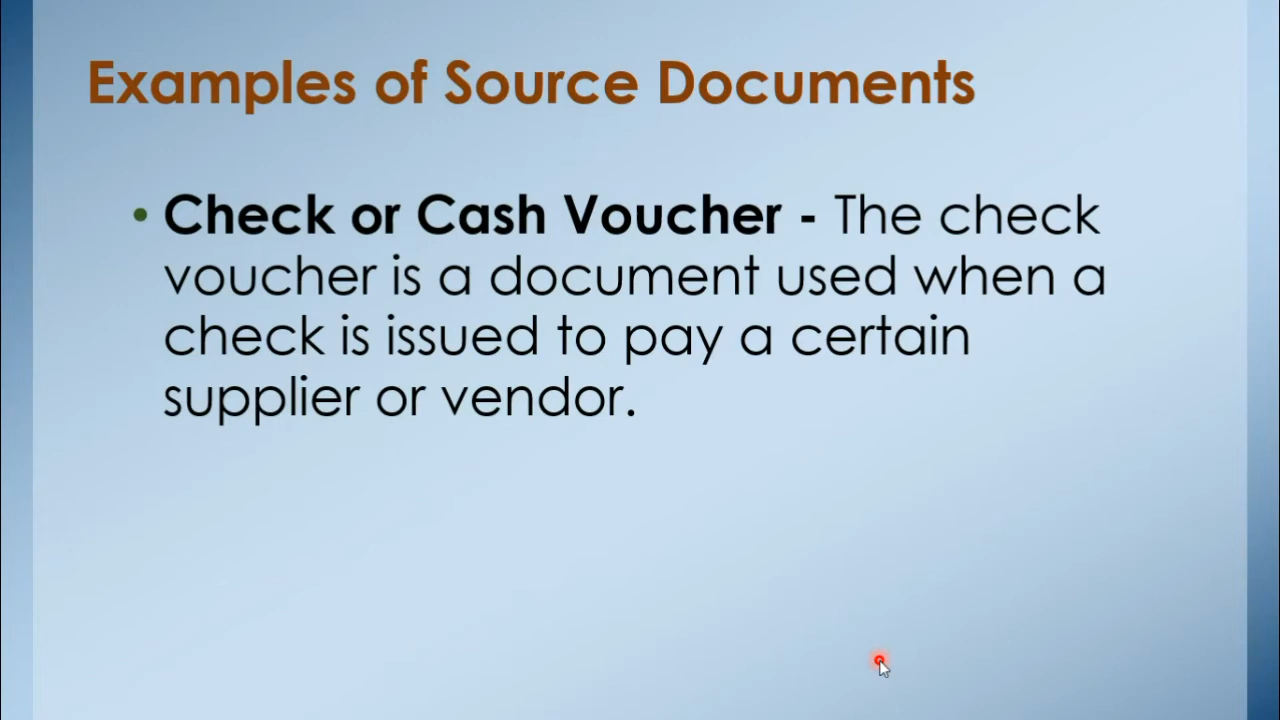 Examples of Source Documents
• Check or Cash Voucher - The check
voucher is a document used when a
check is issued to pay a certain
supplier or vendor.